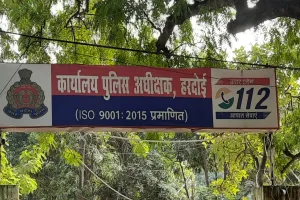 कार्यालय पुलिस अधीक्षक, हरदोई
(ISO 9001: 2015 प्रमाणित)
112